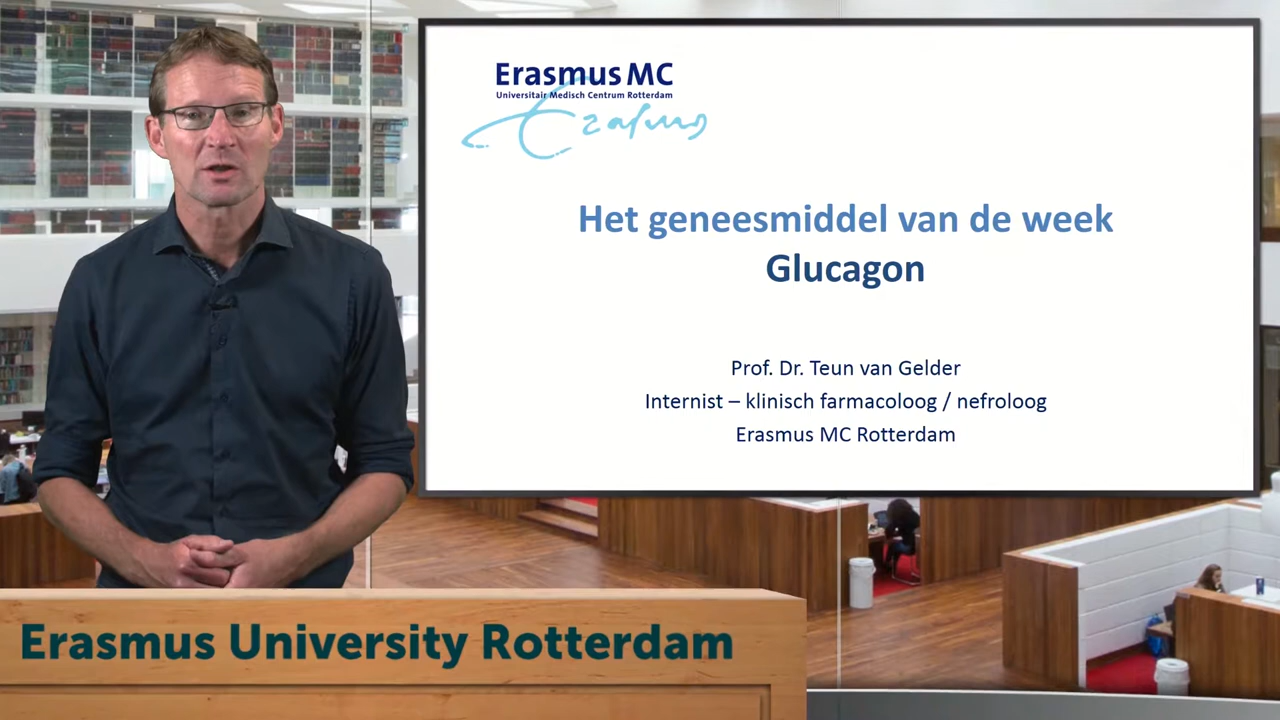 Erasmus MC
Universitair Medisch Centrum Rotterdam
Erasmus
Het geneesmiddel van de week
Glucagon
Prof. Dr. Teun van Gelder
Internist – klinisch farmacoloog / nefroloog
Erasmus MC Rotterdam
Erasmus University Rotterdam